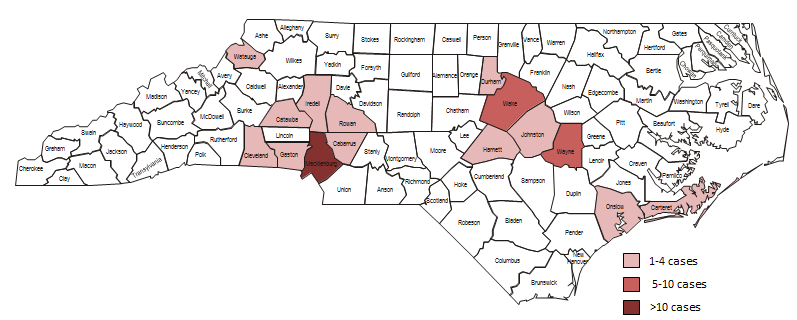 Ashe
Alleghany
Surry
Stokes
Rockingham
Caswell
Person
Granville
Vance
Warren
Northampton
Gates
Hertford
Halifax
Watauga
Wilkes
Yadkin
Forsyth
Guilford
Alamance
Orange
Durham
Franklin
Nash
Edgecombe
Bertie
Martin
Washington
Tyrel
Dare
Avery
Mitchell
Yancey
Madison
Caldwell
Alexander
Iredell
Davie
Davidson
Randolph
Chatham
Wake
Wilson
Pitt
Beaufort
Hyde
Haywood
Buncombe
McDowell
Burke
Catauba
Rowan
Swain
Graham
Jackson
Henderson
Rutherford
Polk
Lincoln
Cleveland
Gaston
Mecklenburg
Cabarrus
Stanly
Montgomery
Moore
Lee
Harnett
Johnston
Wayne
Greene
Lenoir
Craven
Pamlico
Cherokee
Clay
Macon
Transylvania
Union
Anson
Richmond
Scotland
Hoke
Cumberland
Sampson
Duplin
Jones
Onslow
Carteret
Robeson
Bladen
Pender
Columbus
Brunswick
New
Hanover
1-4 cases
5-10 cases
>10 cases